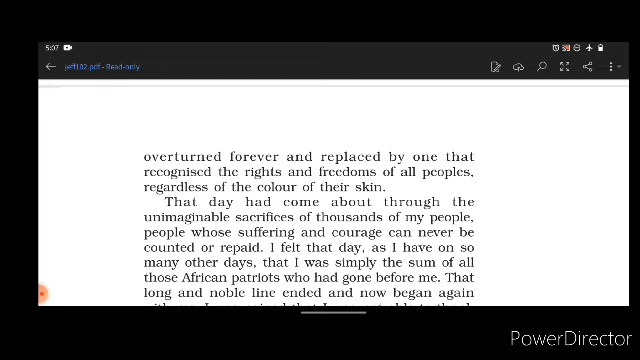 5:07
jeff102.pdf - Read-only
overturned forever and replaced by one that
recognised the rights and freedoms of all peoples,
regardless of the colour of their skin.
That day had come about through the
unimaginable sacrifices of thousands of my people,
people whose suffering and courage can never be
counted or repaid. I felt that day, as I have on so
many other days, that I was simply the sum of all
those African patriots who had gone before me. That
long and noble line ended and now began again
PowerDirector